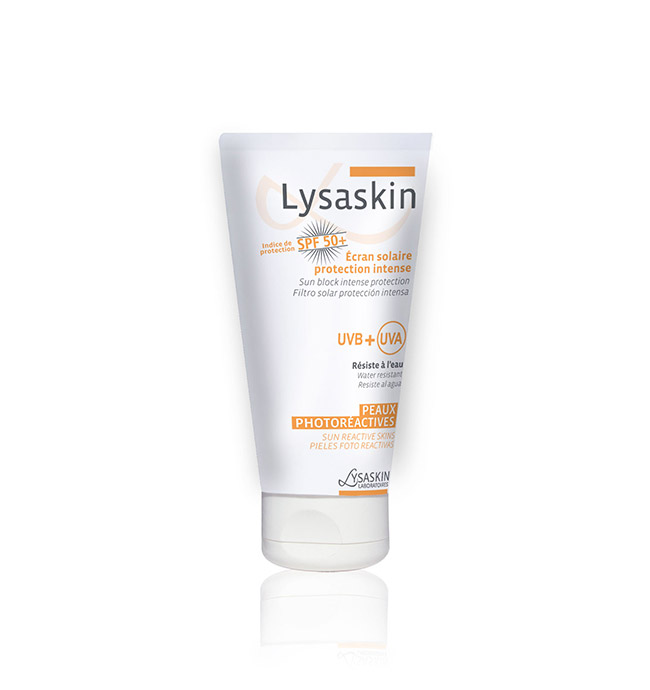 Lysaskin
Indice de
protection
SPF 50+
Écran solaire
protection intense
Sun block intense protection
Filtro solar protección intensa
UVB + UVA
Résiste à l'eau
Water resistant
Resiste al agua
PEAUX
PHOTORÉACTIVES
SUN REACTIVE SKINS
PIELES FOTO REACTIVAS
LYSASKIN
LABORATOIRES